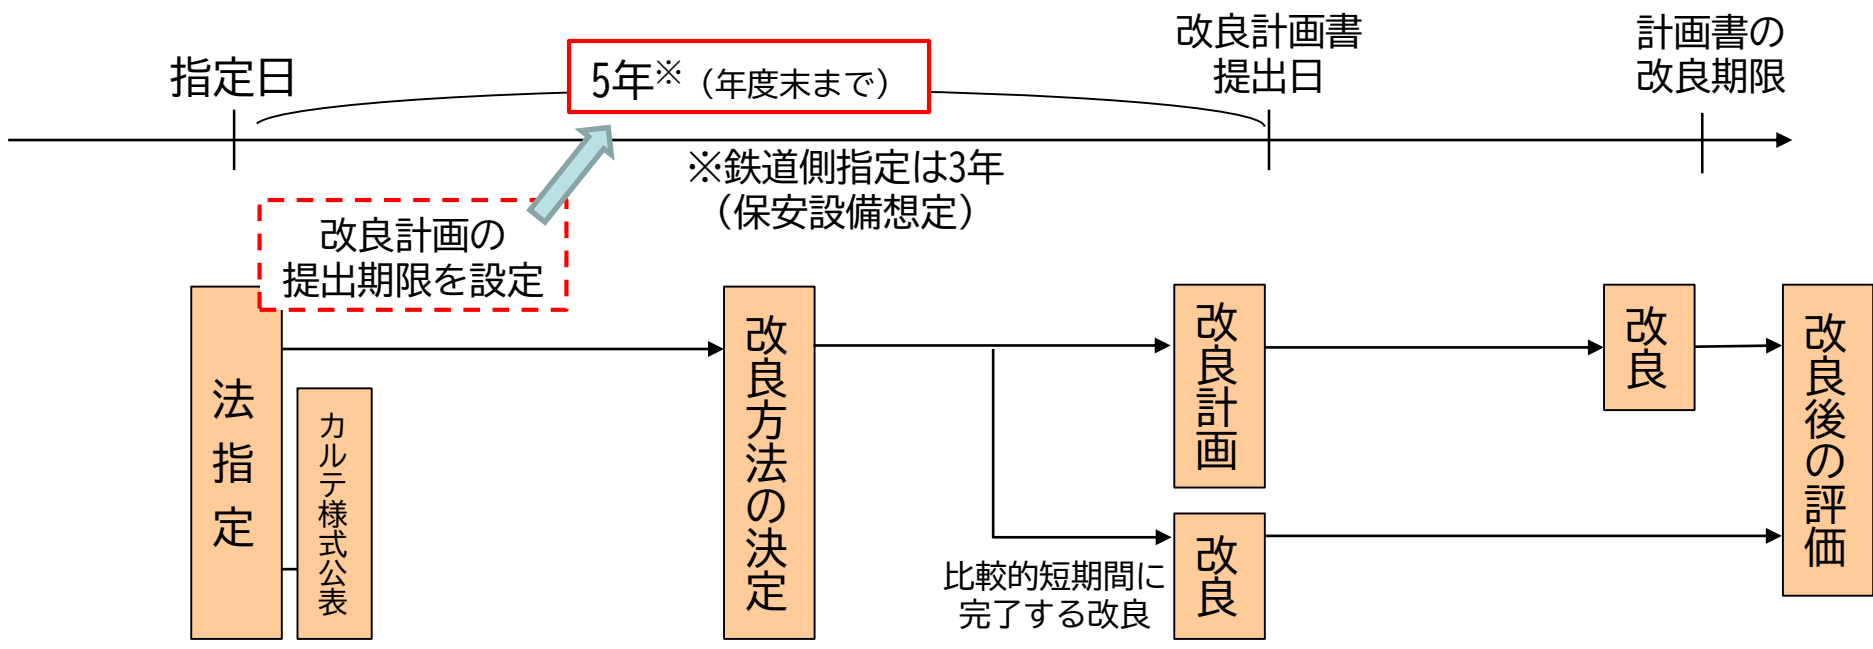 指定日
5年※（年度末まで）
改良計画書
提出日
計画書の
改良期限
※鉄道側指定は3年
（保安設備想定）
改良計画の
提出期限を設定
法指定
カルテ様式公表
改良方法の決定
改良計画
改良
改良後の評価
比較的短期間に
完了する改良
改良